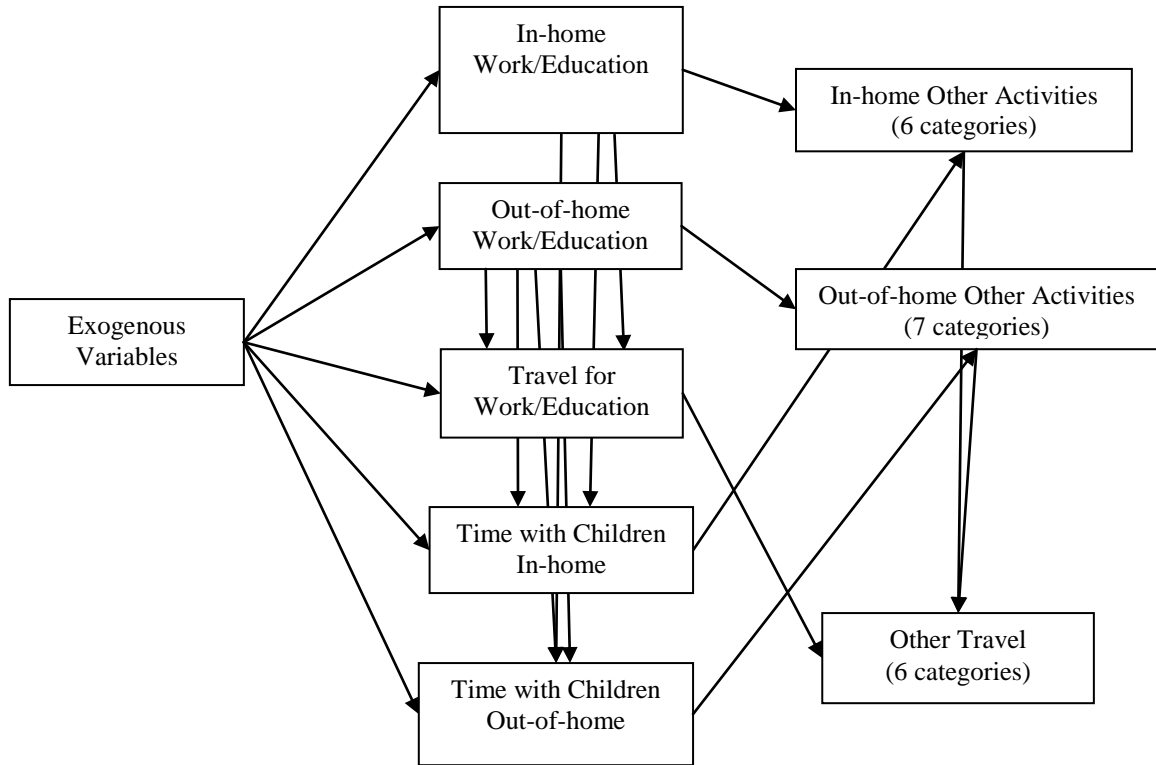 In-home
Work/Education
In-home Other Activities
(6 categories)
Out-of-home
Work/Education
Out-of-home Other Activities
(7 categories)
Exogenous
Variables
Travel for
Work/Education
Time with Children
In-home
Other Travel
(6 categories)
Time with Children
Out-of-home